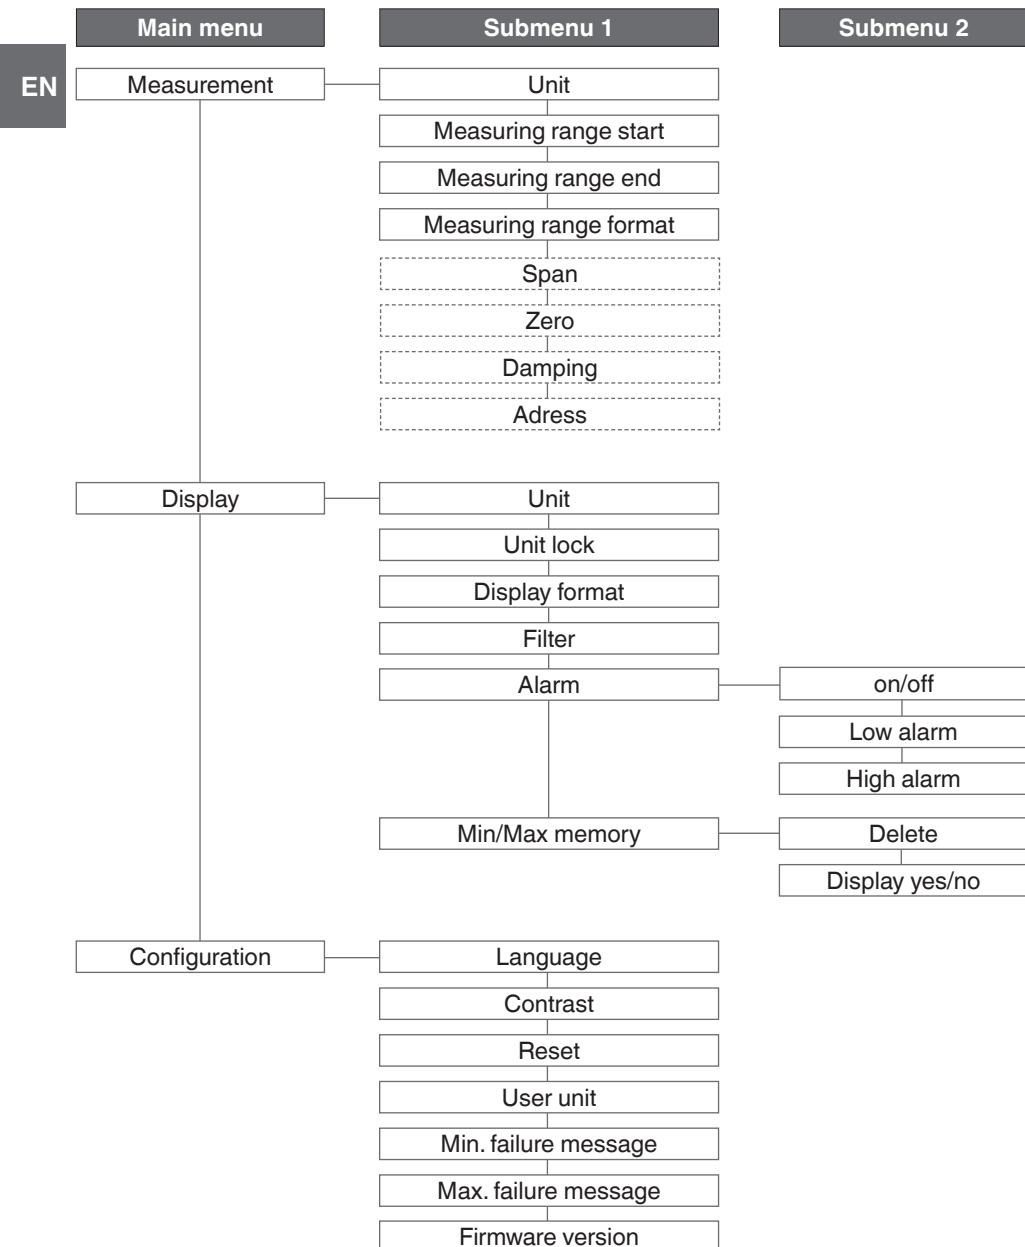 Main menu
Submenu 1
Submenu 2
EN
Measurement
Unit
Measuring range start
Measuring range end
Measuring range format
Span
Zero
Damping
Adress
Display
Unit
Unit lock
Display format
Filter
Alarm
on/off
Low alarm
High alarm
Min/Max memory
Delete
Display yes/no
Configuration
Language
Contrast
Reset
User unit
Min. failure message
Max. failure message
Firmware version